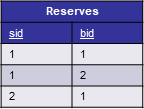 Reserves
sid bid
1 1
1 2
2 1